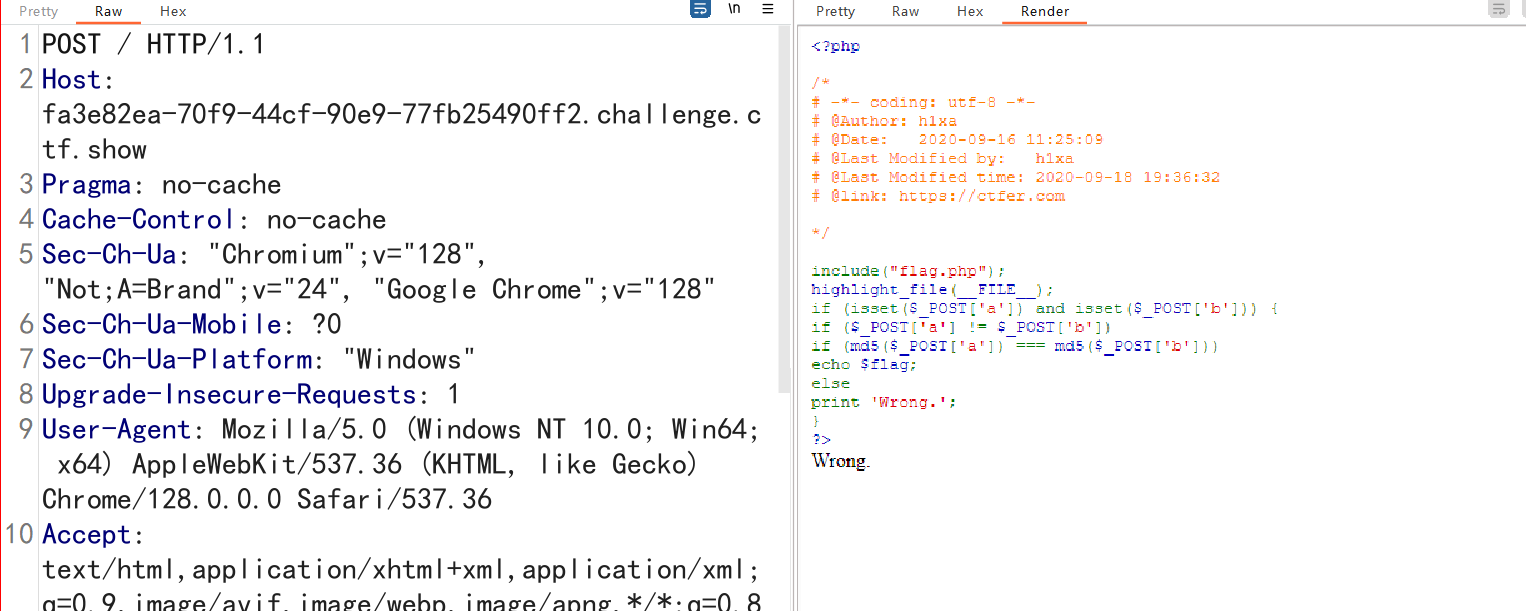 Pretty Raw Hex \n
1 POST / HTTP/1.1
2 Host:
fa3e82ea-70f9-44cf-90e9-77fb25490ff2.challenge.c
tf.show
3 Pragma: no-cache
4 Cache-Control: no-cache
5 Sec-Ch-Ua: "Chromium";v="128",
"Not;A=Brand";v="24", "Google Chrome";v="128"
6 Sec-Ch-Ua-Mobile: ?0
7 Sec-Ch-Ua-Platform: "Windows"
8 Upgrade-Insecure-Requests: 1
9 User-Agent: Mozilla/5.0 (Windows NT 10.0; Win64;
x64) AppleWebKit/537.36 (KHTML, like Gecko)
Chrome/128.0.0.0 Safari/537.36
10 Accept:
text/html,application/xhtml+xml,application/xml;
q=0.9,image/avif,image/webp,image/apng,*/*;q=0.8
Pretty Raw Hex Render
<?php
/*
# -*- coding: utf-8 -*-
# @Author: h1xa
# @Date:   2020-09-16 11:25:09
# @Last Modified by:   h1xa
# @Last Modified time: 2020-09-18 19:36:32
# @link: https://ctfer.com
*/
include("flag.php");
highlight_file(__FILE__);
if (isset($_POST['a']) and isset($_POST['b'])) {
if ($_POST['a'] != $_POST['b'])
if (md5($_POST['a']) === md5($_POST['b']))
echo $flag;
else
print 'Wrong.';
}
?>
Wrong.